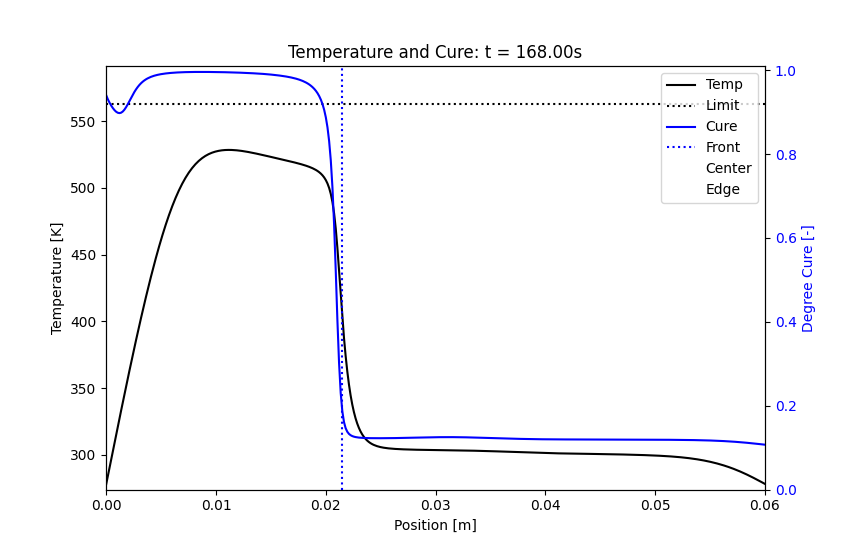 Temperature and Cure: t = 168.00s
Temp
Limit
Cure
Front
Center
Edge
Temperature [K]
550
500
450
400
350
300
1.0
0.8
0.6
0.4
0.2
0.0
Degree Cure [-]
0.00 0.01 0.02 0.03 0.04 0.05 0.06
Position [m]